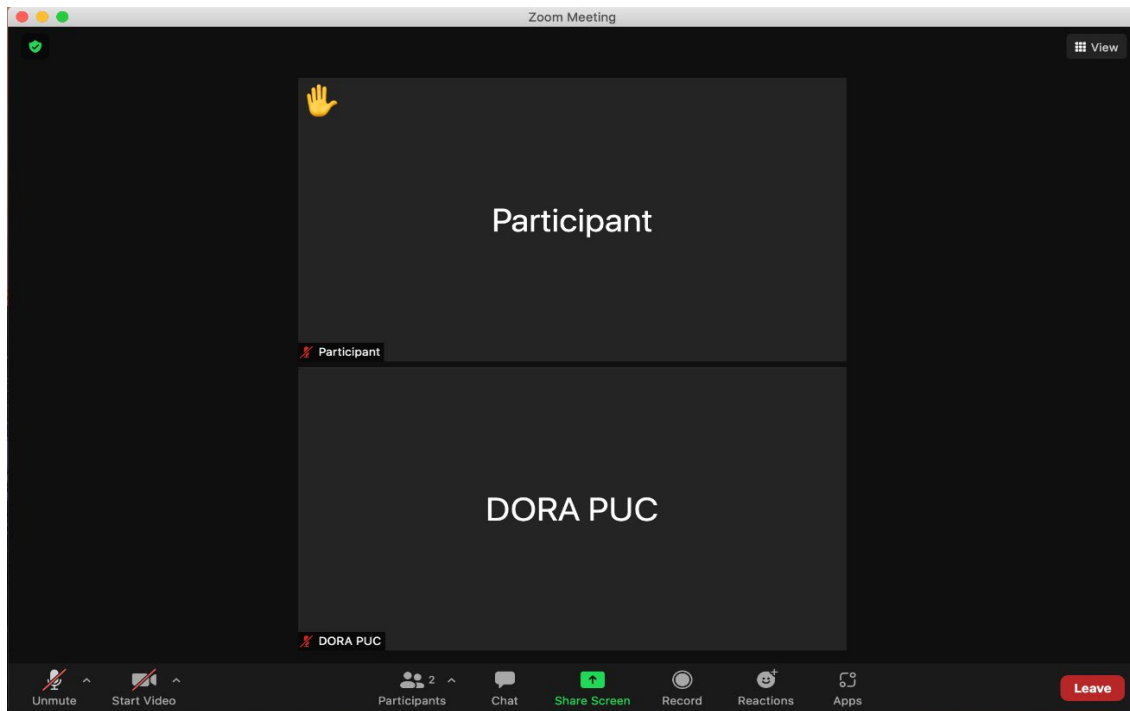 Zoom Meeting
View
Participant
Participant
DORA PUC
DORA PUC
Unmute
Start Video
2
Participants
Chat
Share Screen
Record
Reactions
Apps
Leave